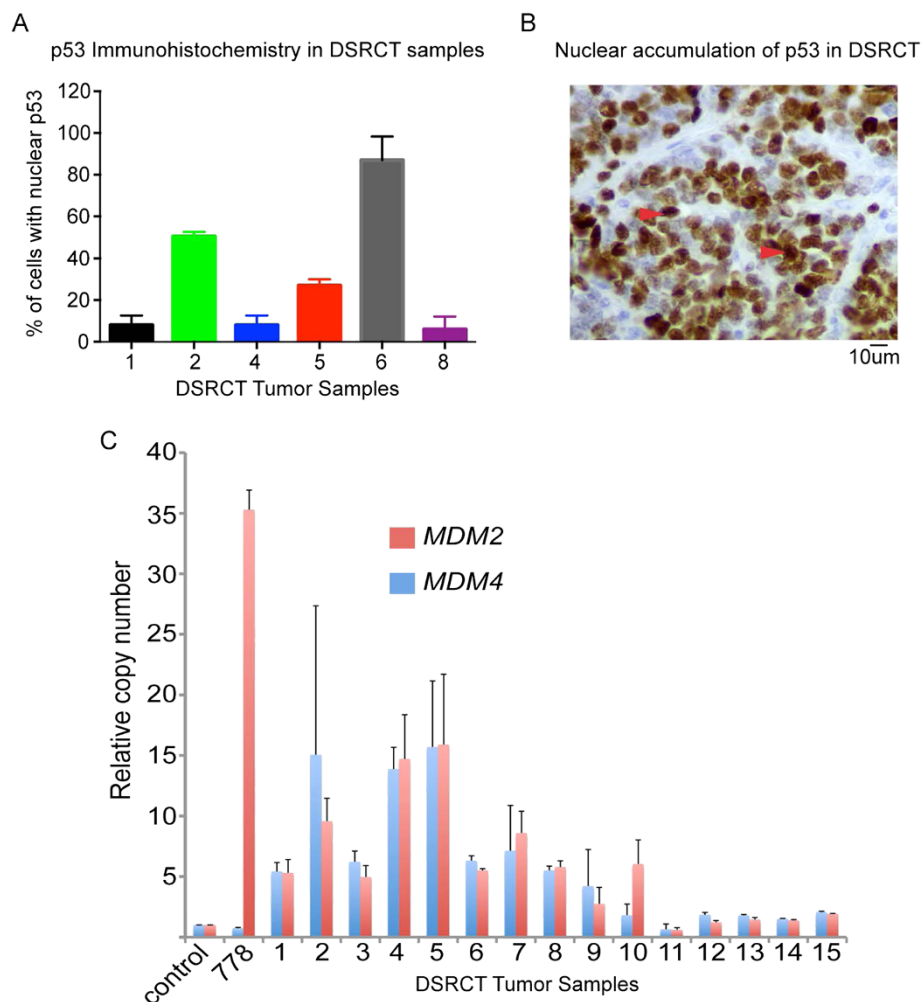 A
p53 Immunohistochemistry in DSRCT samples
% of cells with nuclear p53
120
100
80
60
40
20
0
1 2 4 5 6 8
DSRCT Tumor Samples
B
Nuclear accumulation of p53 in DSRCT
10um
C
Relative copy number
40
35
30
25
20
15
10
5
MDM2
MDM4
control 778 1 2 3 4 5 6 7 8 9 10 11 12 13 14 15
DSRCT Tumor Samples